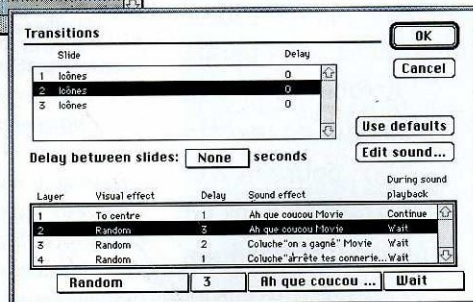 Transitions
OK
Slide Delay
Cancel
1 Icônes 0
2 Icônes 0
3 Icônes 0
Use defaults
Delay between slides: None seconds
Edit sound...
During sound
Layer Visual effect Delay Sound effect playback
1 To centre 1 Ah que coucou Movie Continue
2 Random 3 Ah que coucou Movie Wait
3 Random 2 Coluche"on a gagné" Movie Wait
4 Random 1 Coluche"arrête tes connerie... Wait
Random 3 Ah que coucou ... Wait